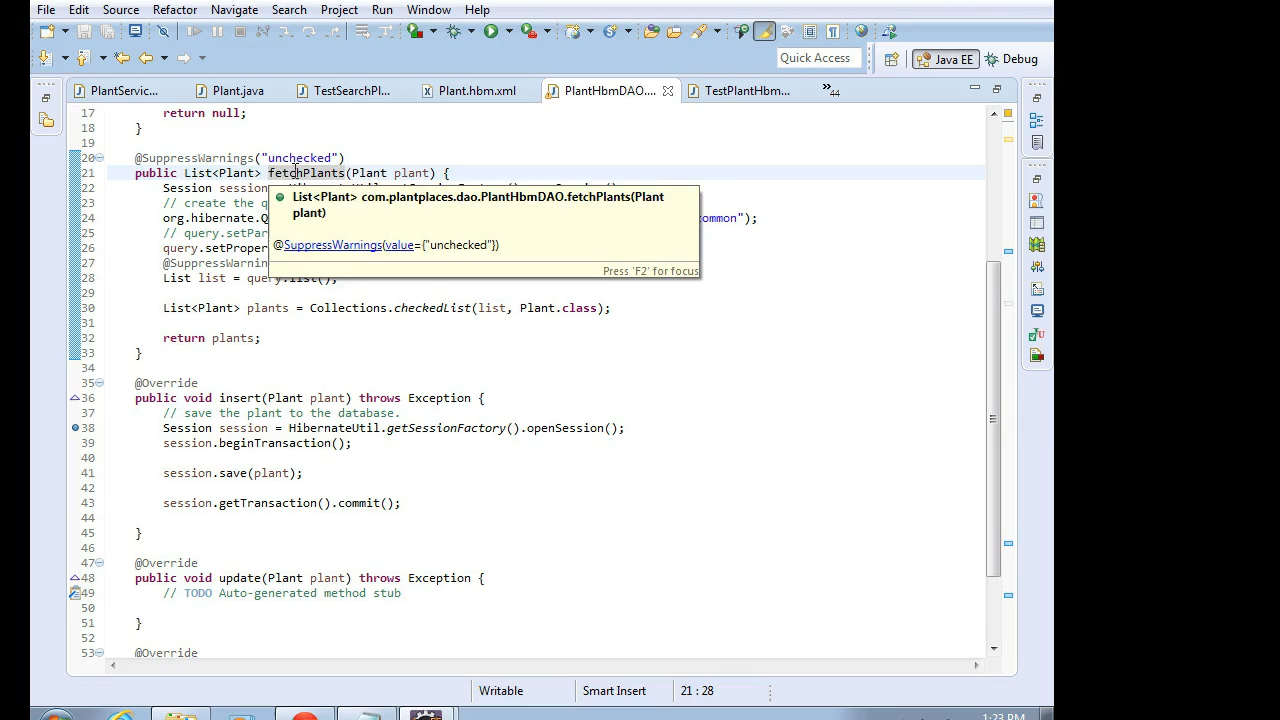 File Edit Source Refactor Navigate Search Project Run Window Help
Quick Access
Java EE
Debug
PlantServic...
Plant.java
Plant.hbm.xml
PlantHbmDAO....
TestPlantHbm...
44
17 return null;
18 }
19
20 @SuppressWarnings("unchecked")
21 public List<Plant> fetchPlants(Plant plant) {
22 Session session
23 // create the q
24 org.hibernate.Q
common");
25 // query.setPar
26 query.setProper
27 @SuppressWarnin
28 List list = query.list();
29
30 List<Plant> plants = Collections.checkedList(list, Plant.class);
31
32 return plants;
33 }
34
35 @Override
36 public void insert(Plant plant) throws Exception {
37 // save the plant to the database.
38 Session session = HibernateUtil.getSessionFactory().openSession();
39 session.beginTransaction();
40
41 session.save(plant);
42
43 session.getTransaction().commit();
44
45 }
46
47 @Override
48 public void update(Plant plant) throws Exception {
49 // TODO Auto-generated method stub
50
51 }
52
53 @Override
List<Plant> com.plantplaces.dao.PlantHbmDAO.fetchPlants(Plant
plant)
@SuppressWarnings(value={"unchecked"})
Press 'F2' for focus
Writable
Smart Insert
21 : 28
1:23 PM